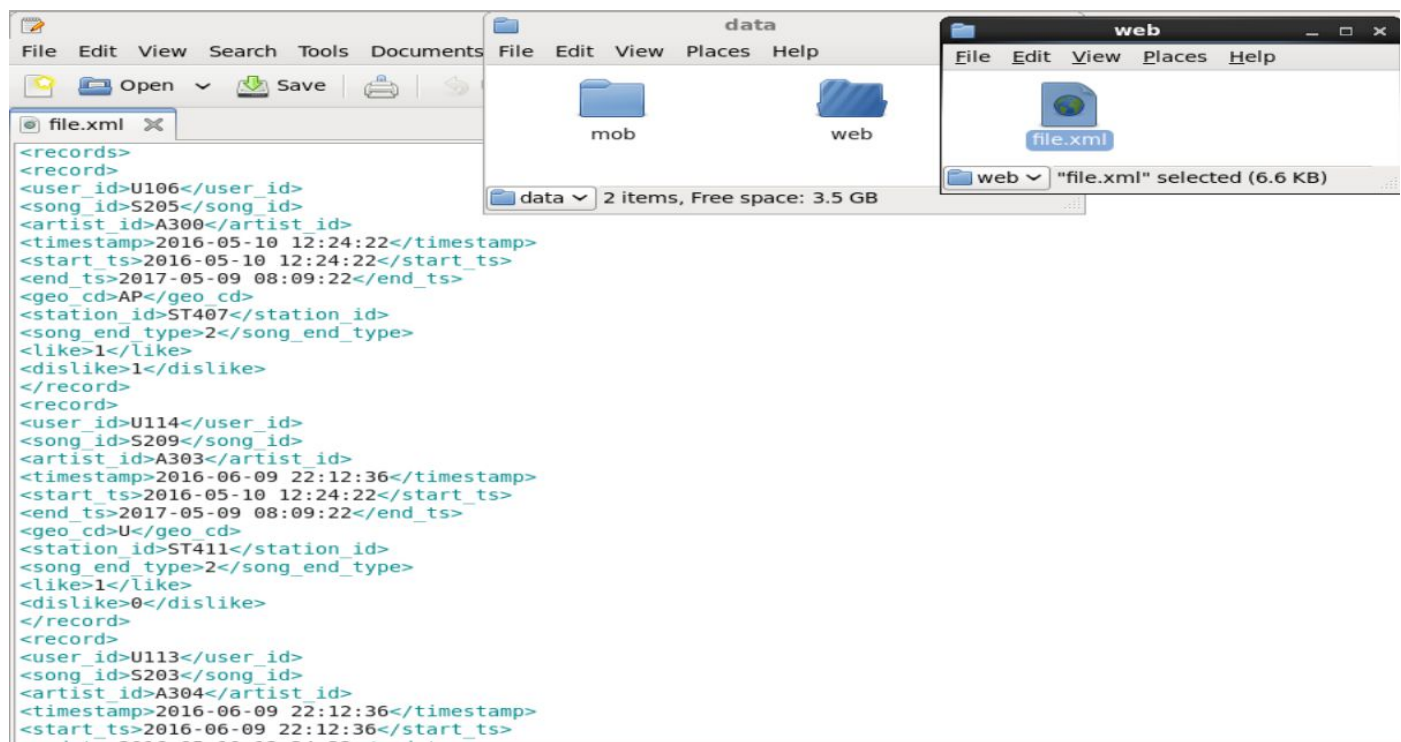 File Edit View Search Tools Documents
Open Save
file.xml
<records>
<record>
<user_id>U106</user_id>
<song_id>S205</song_id>
<artist_id>A300</artist_id>
<timestamp>2016-05-10 12:24:22</timestamp>
<start_ts>2016-05-10 12:24:22</start_ts>
<end_ts>2017-05-09 08:09:22</end_ts>
<geo_cd>AP</geo_cd>
<station_id>ST407</station_id>
<song_end_type>2</song_end_type>
<like>1</like>
<dislike>1</dislike>
</record>
<record>
<user_id>U114</user_id>
<song_id>S209</song_id>
<artist_id>A303</artist_id>
<timestamp>2016-06-09 22:12:36</timestamp>
<start_ts>2016-05-10 12:24:22</start_ts>
<end_ts>2017-05-09 08:09:22</end_ts>
<geo_cd>U</geo_cd>
<station_id>ST411</station_id>
<song_end_type>2</song_end_type>
<like>1</like>
<dislike>0</dislike>
</record>
<record>
<user_id>U113</user_id>
<song_id>S203</song_id>
<artist_id>A304</artist_id>
<timestamp>2016-06-09 22:12:36</timestamp>
<start_ts>2016-06-09 22:12:36</start_ts>
data
File Edit View Places Help
mob web
data 2 items, Free space: 3.5 GB
web
File Edit View Places Help
file.xml
web "file.xml" selected (6.6 KB)